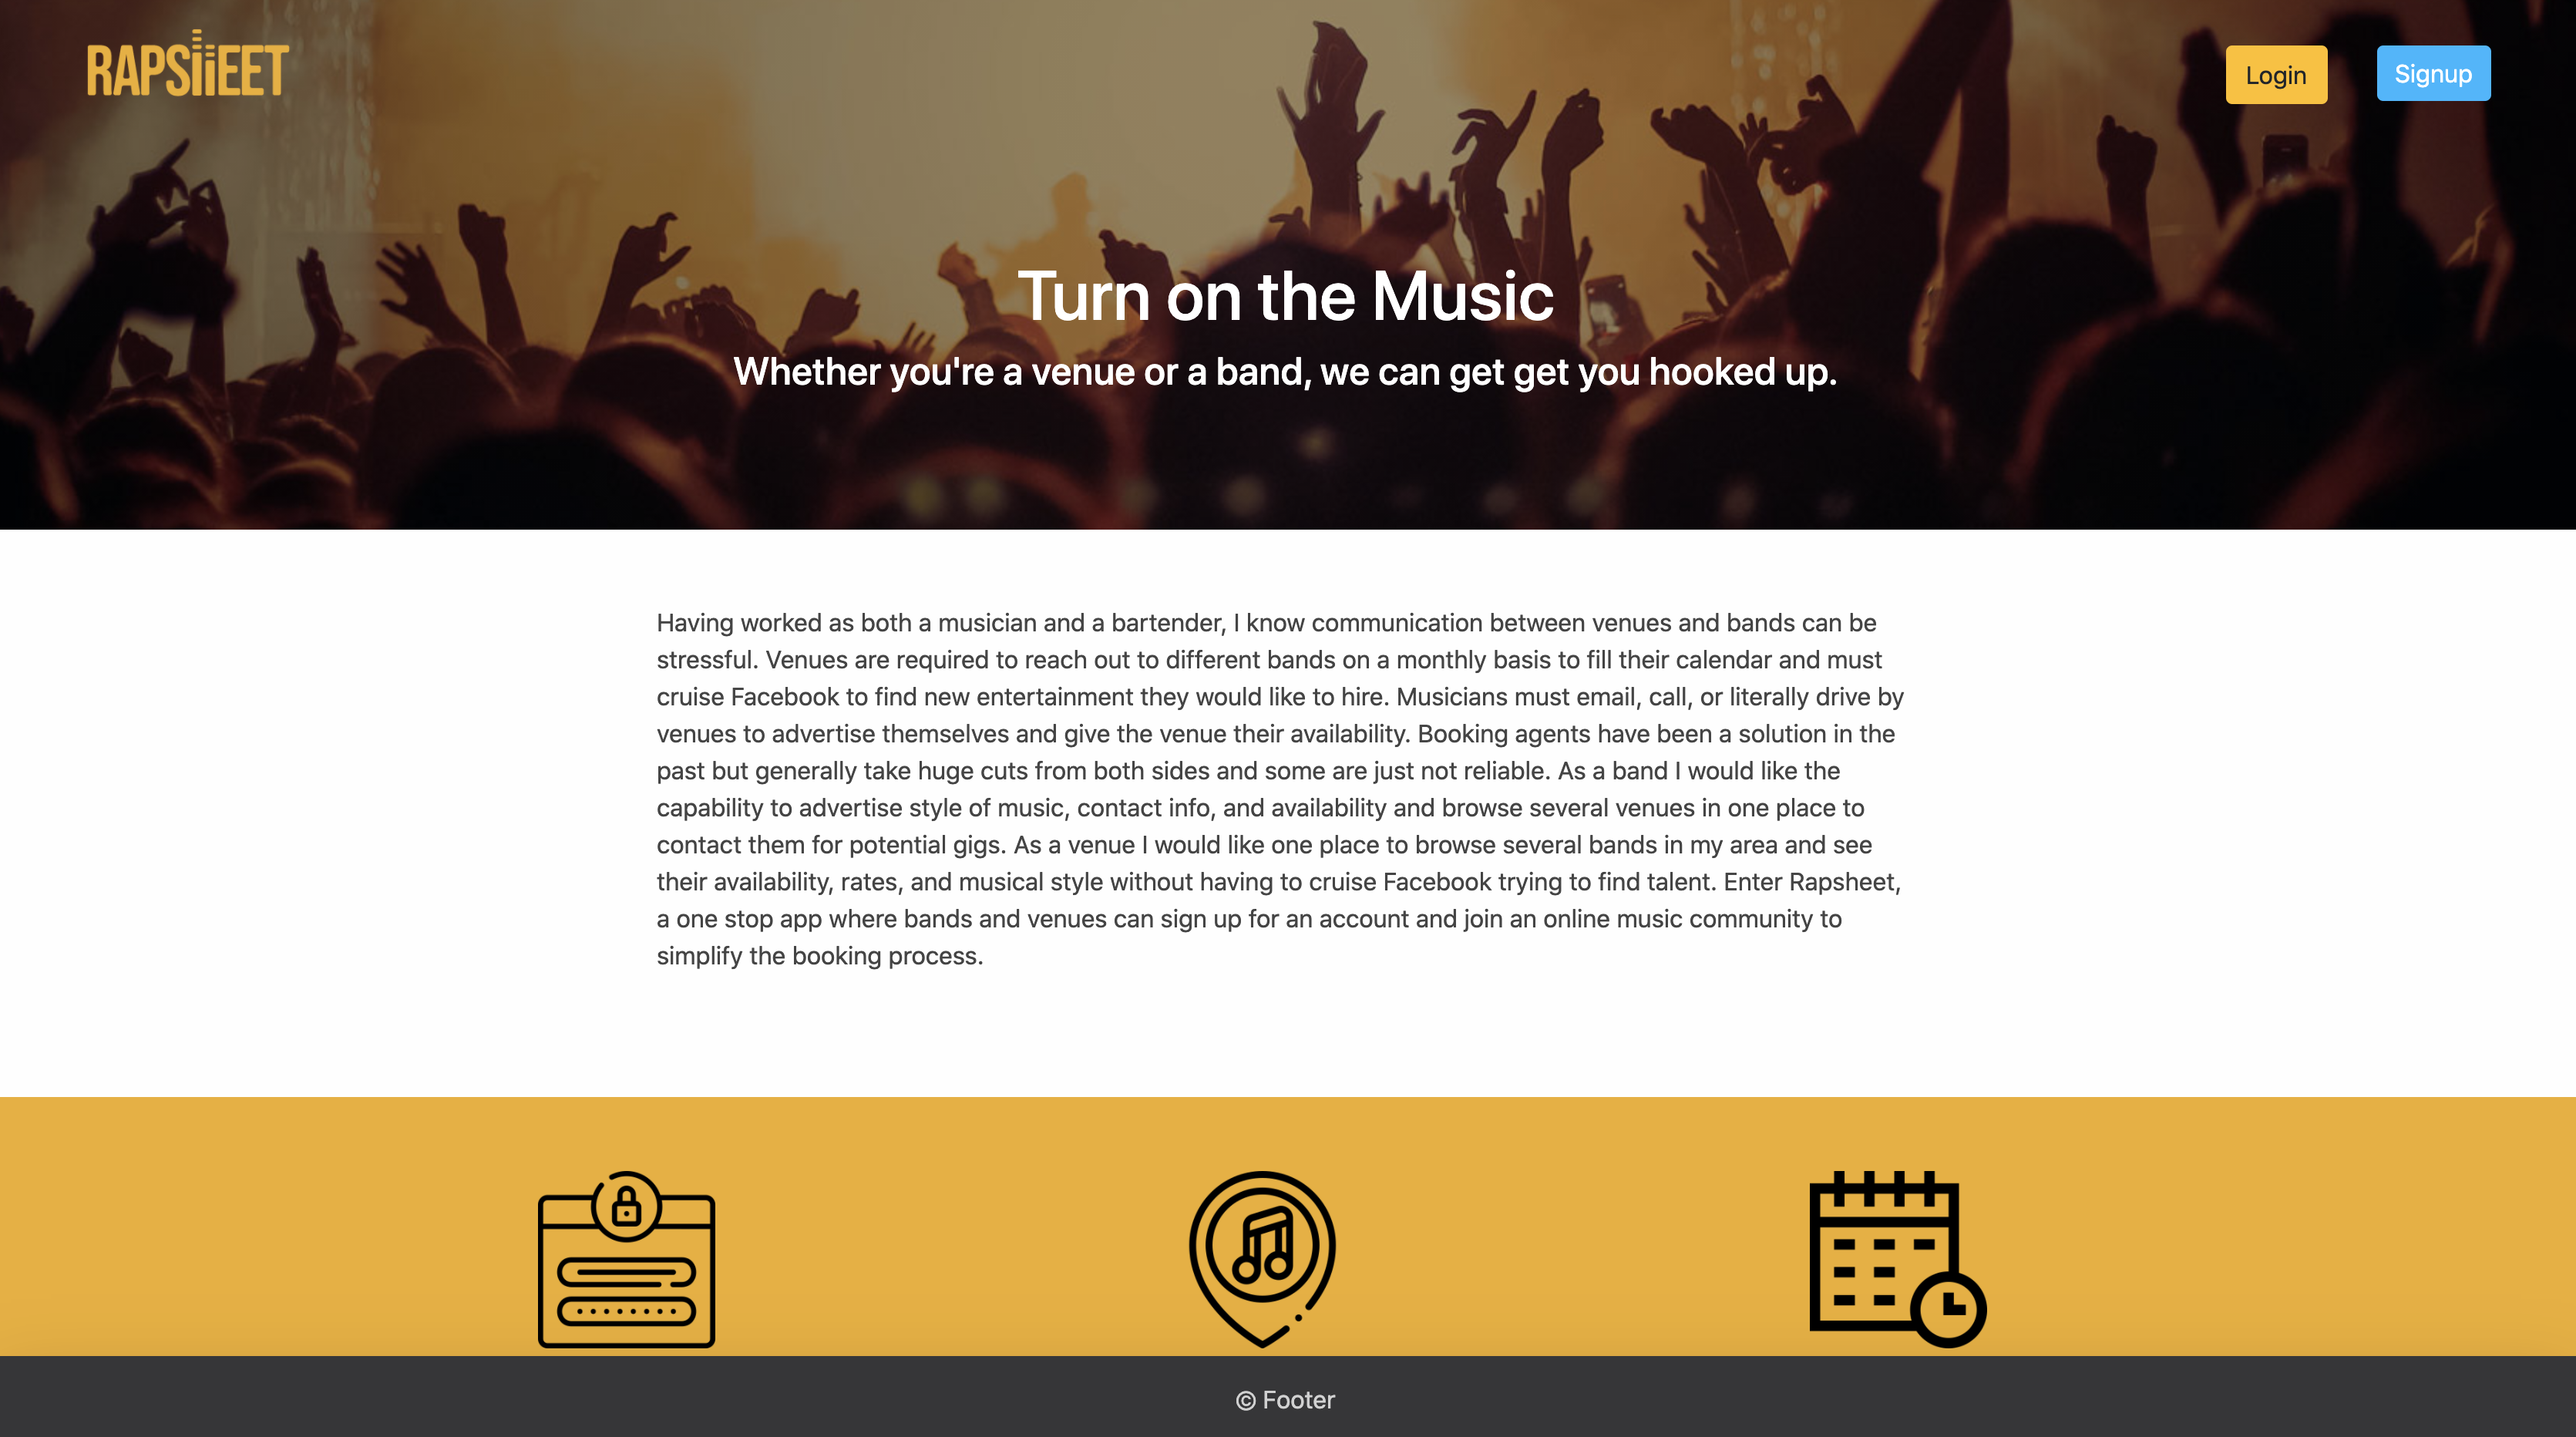 RAPSHEET
Login
Signup
Turn on the Music
Whether you're a venue or a band, we can get get you hooked up.
Having worked as both a musician and a bartender, I know communication between venues and bands can be
stressful. Venues are required to reach out to different bands on a monthly basis to fill their calendar and must
cruise Facebook to find new entertainment they would like to hire. Musicians must email, call, or literally drive by
venues to advertise themselves and give the venue their availability. Booking agents have been a solution in the
past but generally take huge cuts from both sides and some are just not reliable. As a band I would like the
capability to advertise style of music, contact info, and availability and browse several venues in one place to
contact them for potential gigs. As a venue I would like one place to browse several bands in my area and see
their availability, rates, and musical style without having to cruise Facebook trying to find talent. Enter Rapsheet,
a one stop app where bands and venues can sign up for an account and join an online music community to
simplify the booking process.
© Footer